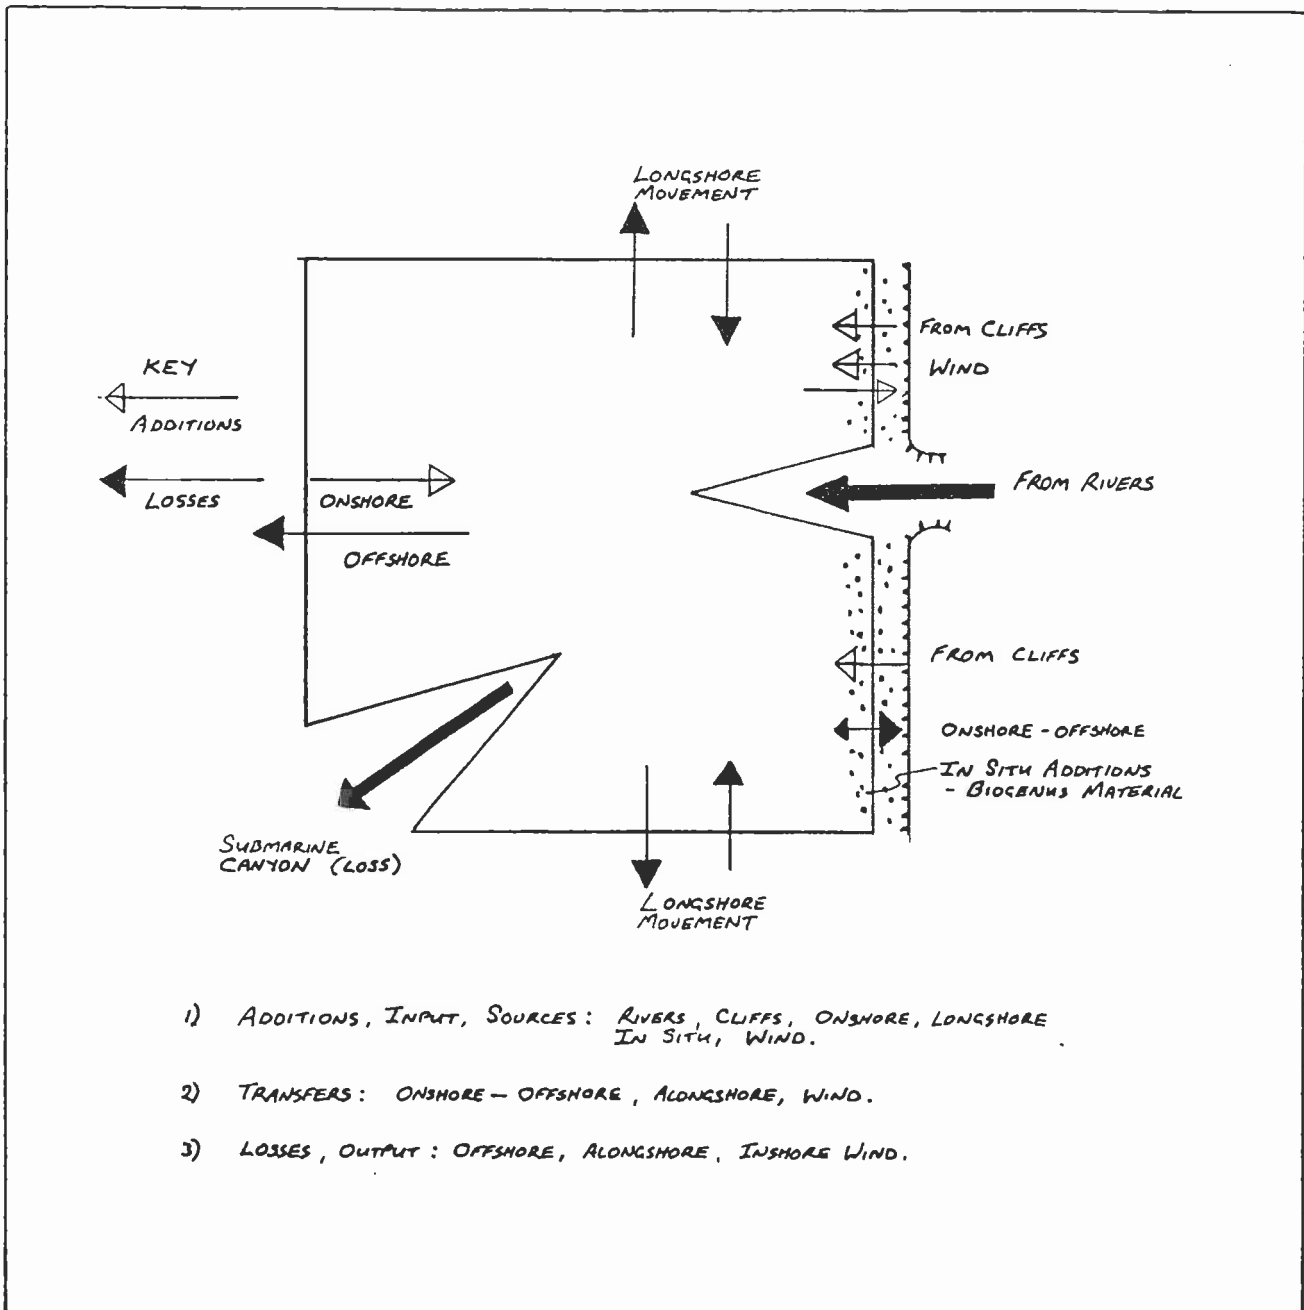 LONGSHORE
MOVEMENT
FROM CLIFFS
WIND
KEY
ADDITIONS
LOSSES
ONSHORE
OFFSHORE
FROM RIVERS
FROM CLIFFS
ONSHORE - OFFSHORE
IN SITU ADDITIONS
- BIOGENUS MATERIAL
SUBMARINE
CANYON (LOSS)
LONGSHORE
MOVEMENT
1) ADDITIONS, INPUT, SOURCES: RIVERS, CLIFFS, ONSHORE, LONGSHORE
IN SITU, WIND.
2) TRANSFERS: ONSHORE - OFFSHORE, ALONGSHORE, WIND.
3) LOSSES, OUTPUT: OFFSHORE, ALONGSHORE, INSHORE WIND.